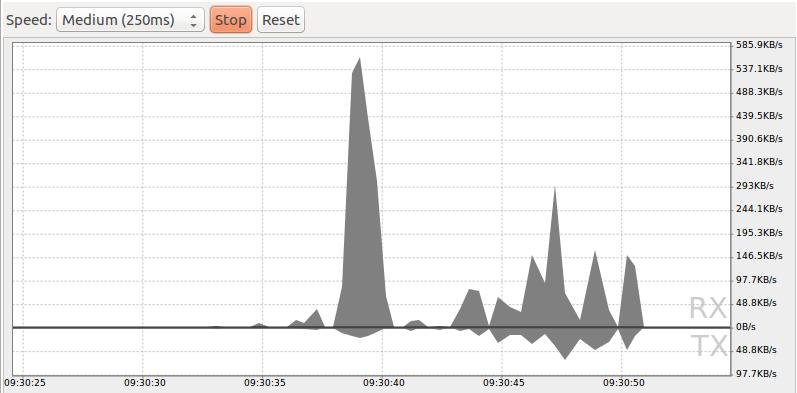 Speed: Medium (250ms) Stop Reset
585.9KB/s
537.1KB/s
488.3KB/s
439.5KB/s
390.6KB/s
341.8KB/s
293KB/s
244.1KB/s
195.3KB/s
146.5KB/s
97.7KB/s
48.8KB/s
RX
0B/s
TX
48.8KB/s
97.7KB/s
09:30:25 09:30:30 09:30:35 09:30:40 09:30:45 09:30:50